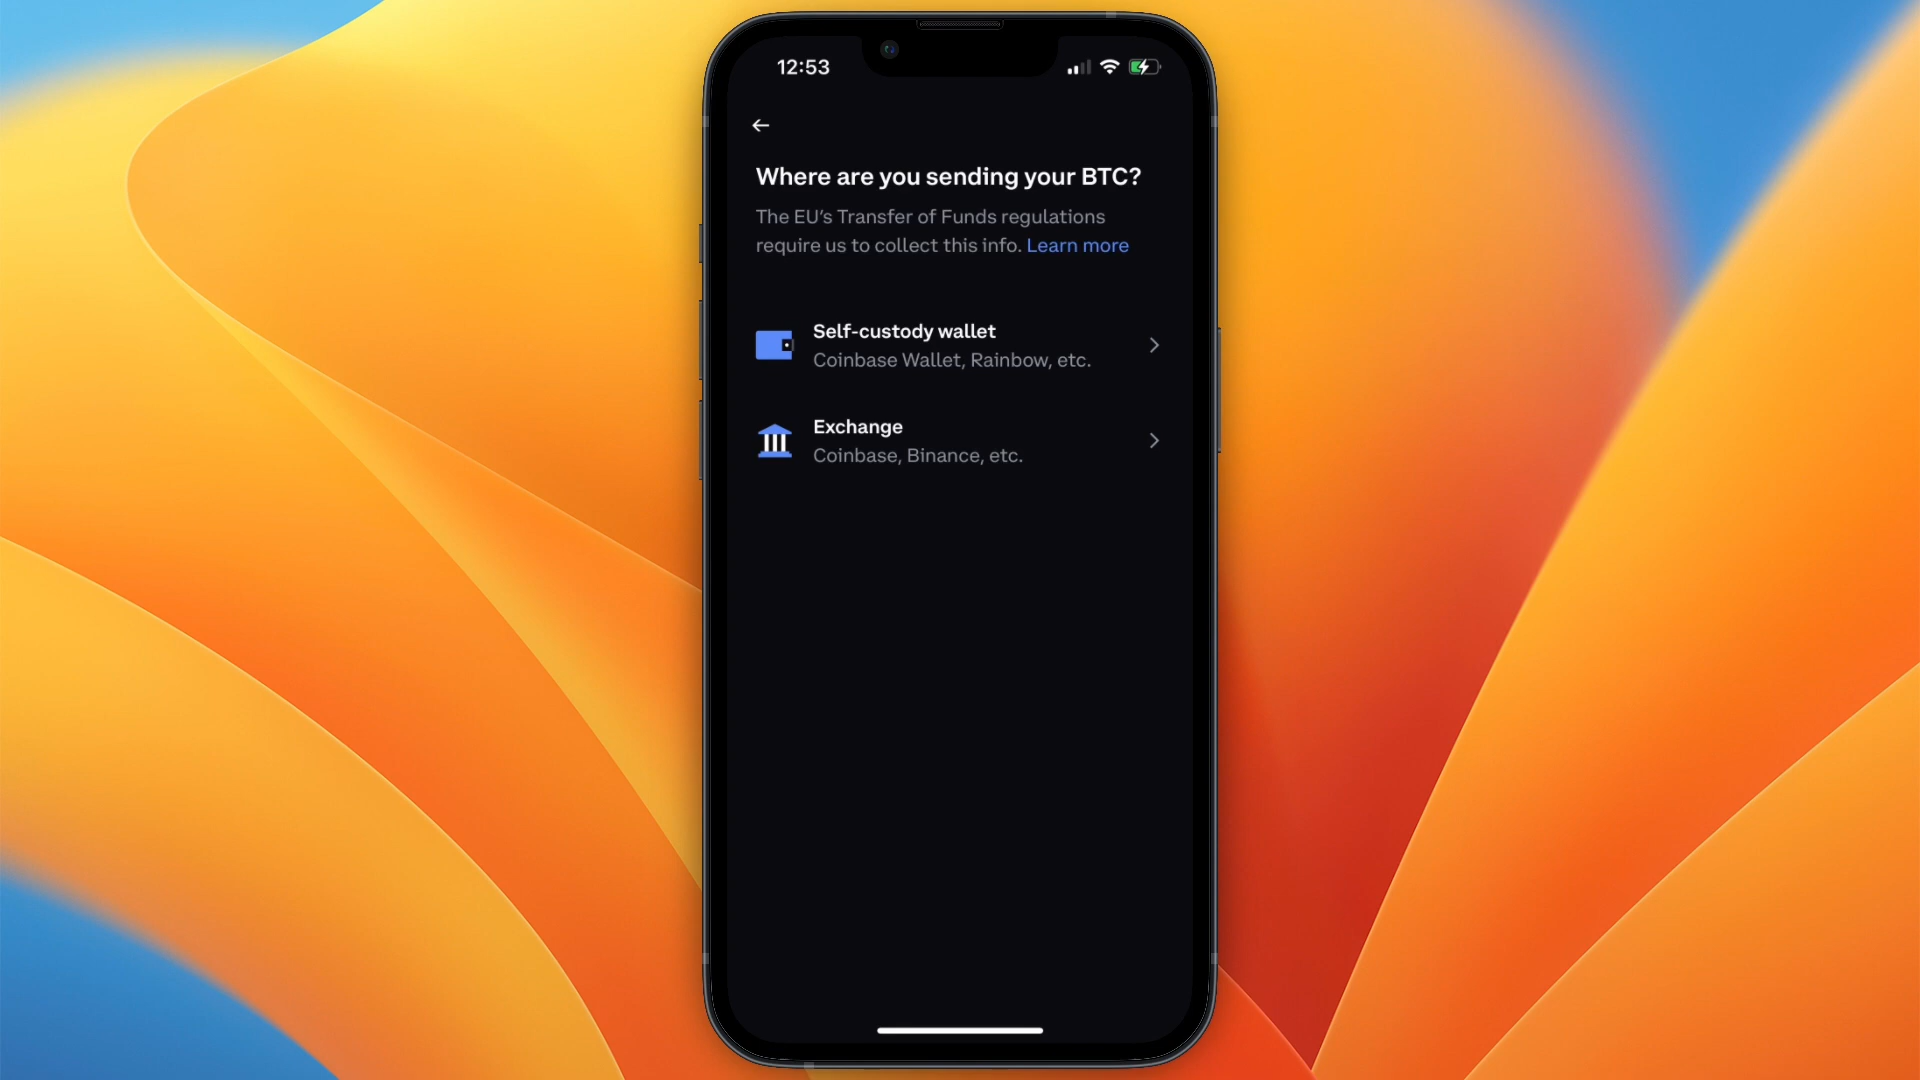 12:53
Where are you sending your BTC?
The EU’s Transfer of Funds regulations
require us to collect this info. Learn more
Self-custody wallet
Coinbase Wallet, Rainbow, etc.
Exchange
Coinbase, Binance, etc.